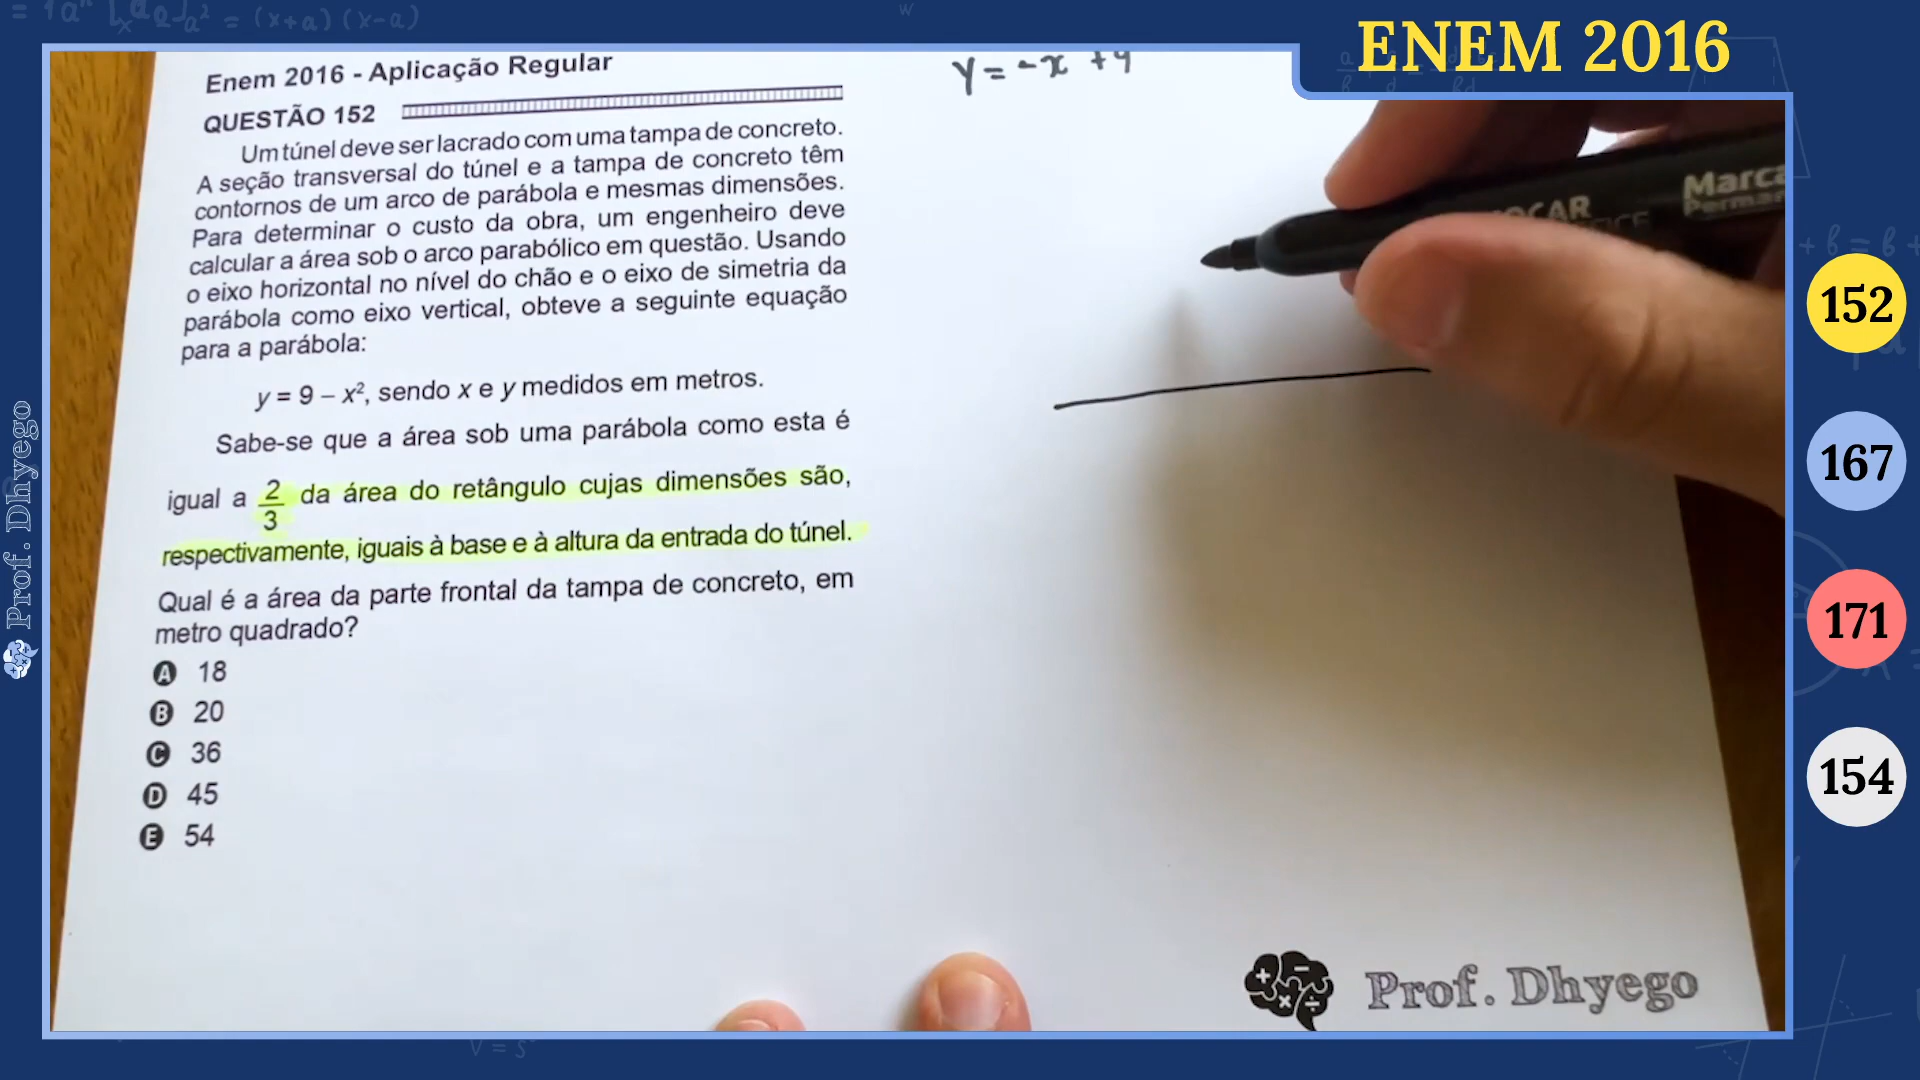 ENEM 2016
Enem 2016 - Aplicação Regular
QUESTÃO 152
Um túnel deve ser lacrado com uma tampa de concreto.
A seção transversal do túnel e a tampa de concreto têm
contornos de um arco de parábola e mesmas dimensões.
Para determinar o custo da obra, um engenheiro deve
calcular a área sob o arco parabólico em questão. Usando
o eixo horizontal no nível do chão e o eixo de simetria da
parábola como eixo vertical, obteve a seguinte equação
para a parábola:
y = 9 – x², sendo x e y medidos em metros.
Sabe-se que a área sob uma parábola como esta é
igual a 2/3 da área do retângulo cujas dimensões são,
respectivamente, iguais à base e à altura da entrada do túnel.
Qual é a área da parte frontal da tampa de concreto, em
metro quadrado?
A 18
B 20
C 36
D 45
E 54
y = -x + 9
Marca
Perman
Prof. Dhyego
Prof. Dhyego
152
167
171
154